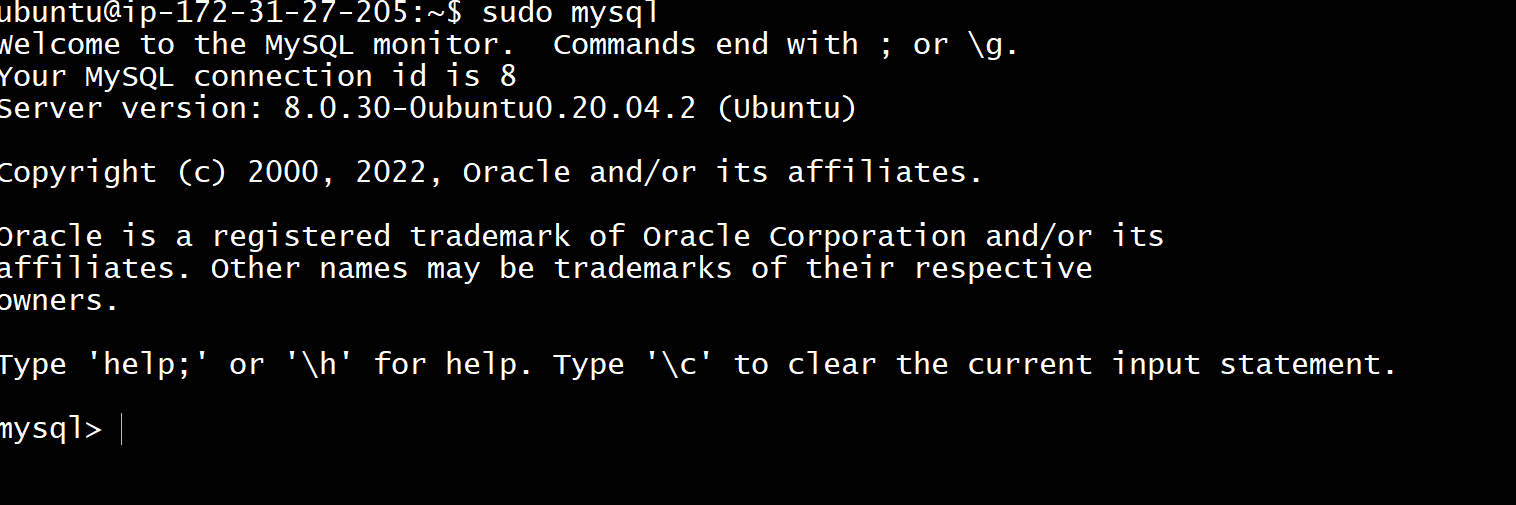 ubuntu@ip-172-31-27-205:~$ sudo mysql
Welcome to the MySQL monitor.  Commands end with ; or \g.
Your MySQL connection id is 8
Server version: 8.0.30-0ubuntu0.20.04.2 (Ubuntu)
Copyright (c) 2000, 2022, Oracle and/or its affiliates.
Oracle is a registered trademark of Oracle Corporation and/or its
affiliates. Other names may be trademarks of their respective
owners.
Type 'help;' or '\h' for help. Type '\c' to clear the current input statement.
mysql>